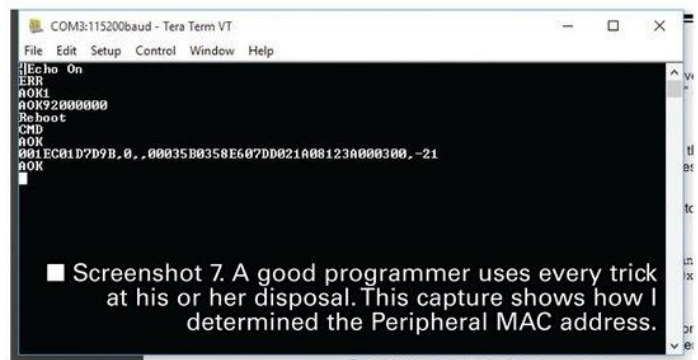 COM3:115200baud - Tera Term VT
File Edit Setup Control Window Help
Echo On
ERR
AOK1
AOK92000000
Reboot
CMD
AOK
001EC01D7D9B,0,,00035B0358E607DD021A08123A000300,-21
AOK
Screenshot 7. A good programmer uses every trick
at his or her disposal. This capture shows how I
determined the Peripheral MAC address.